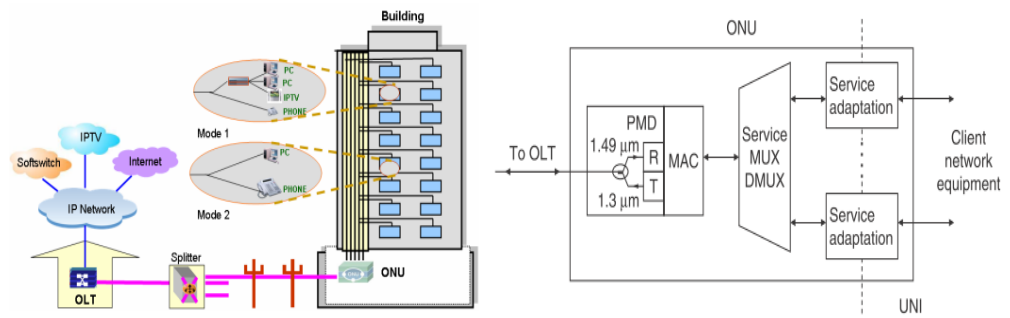 Building
PC
PC
IPTV
PHONE
Mode 1
PC
PHONE
Mode 2
IPTV
Softswitch
Internet
IP Network
Splitter
OLT
ONU
ONU
ONU
Service
adaptation
PMD
1.49 μm
R
MAC
T
1.3 μm
To OLT
Service
MUX
DMUX
Client
network
equipment
Service
adaptation
UNI